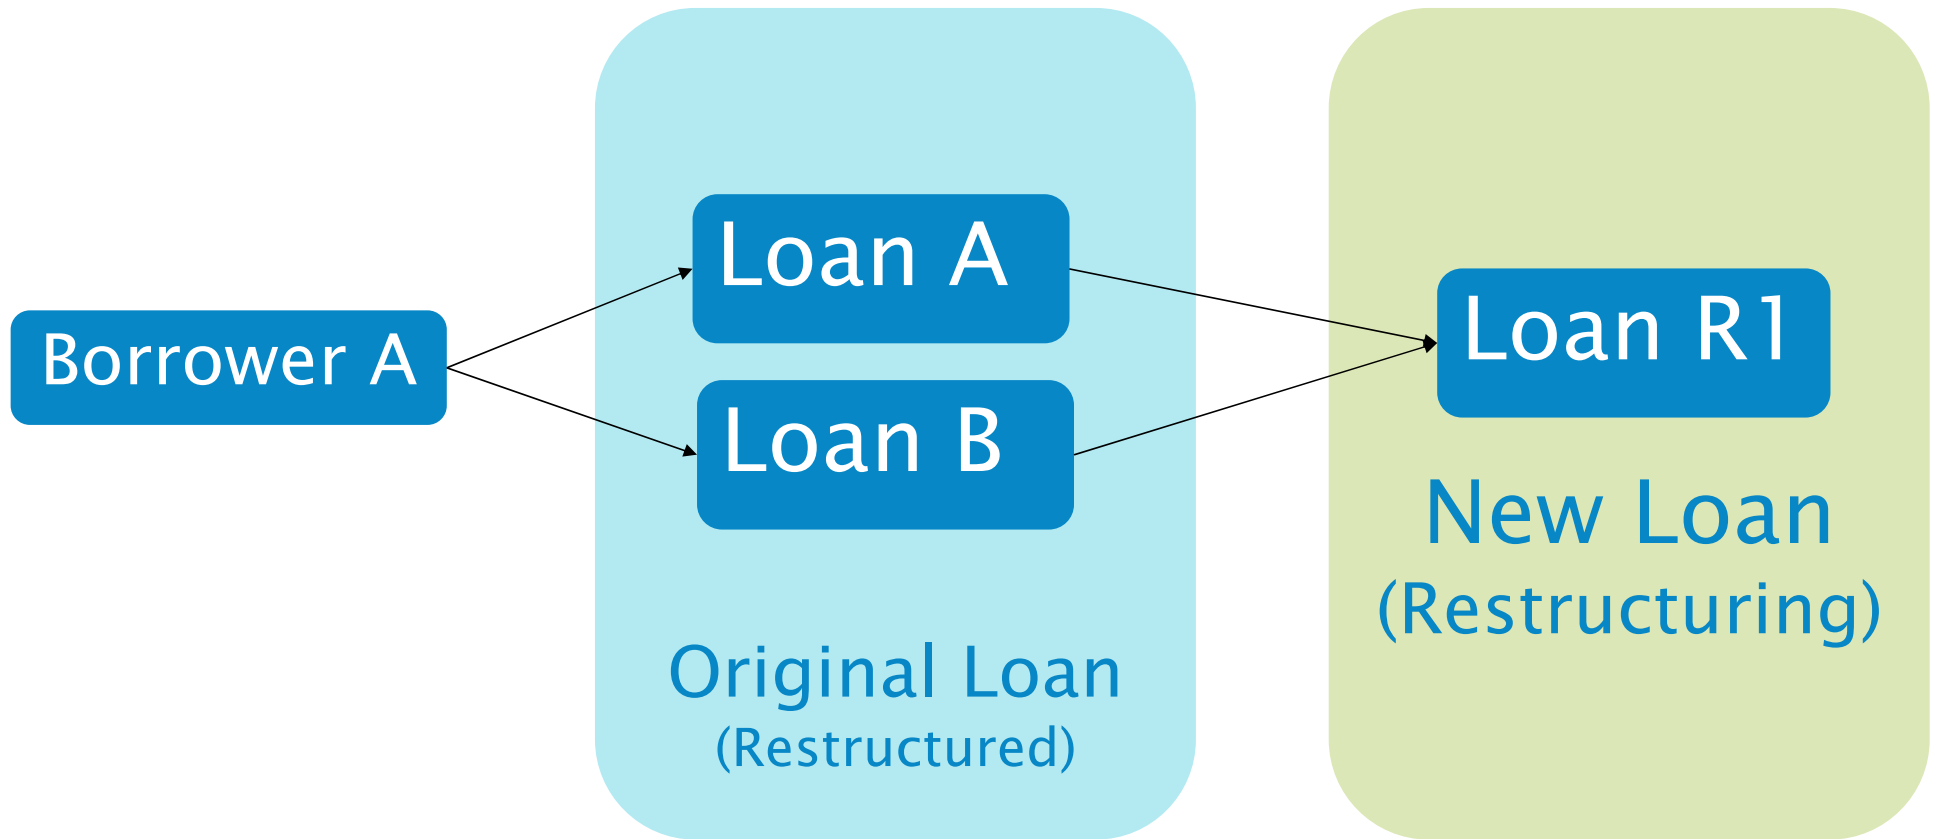 Borrower A
Loan A
Loan B
Original Loan
(Restructured)
Loan R1
New Loan
(Restructuring)